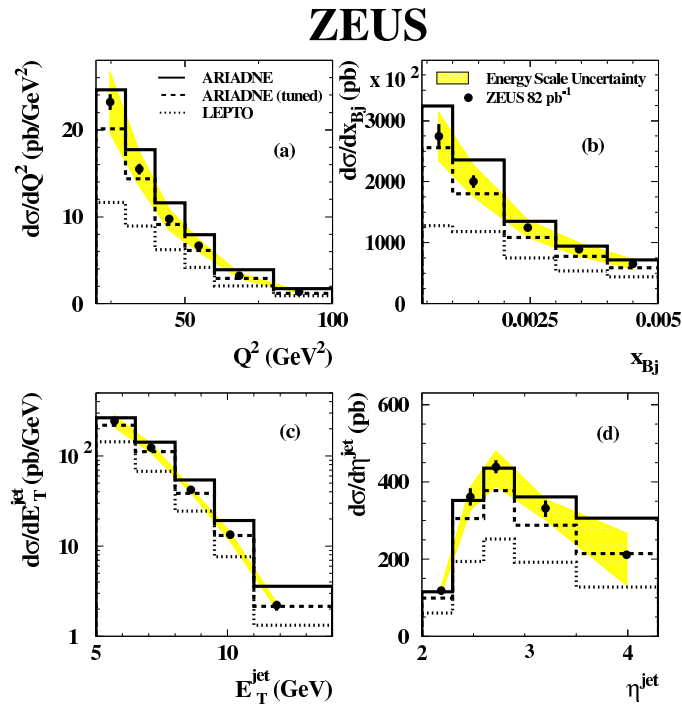 ZEUS
dσ/dQ² (pb/GeV²)
20
10
0
ARIADNE
ARIADNE (tuned)
LEPTO
(a)
50
100
Q² (GeV²)
dσ/dx_Bj (pb)
x 10²
3000
2000
1000
0
Energy Scale Uncertainty
ZEUS 82 pb⁻¹
(b)
0.0025
0.005
x_Bj
dσ/dE_T^jet (pb/GeV)
10²
10
1
(c)
5
10
E_T^jet (GeV)
dσ/dη^jet (pb)
600
400
200
0
(d)
2
3
4
η^jet